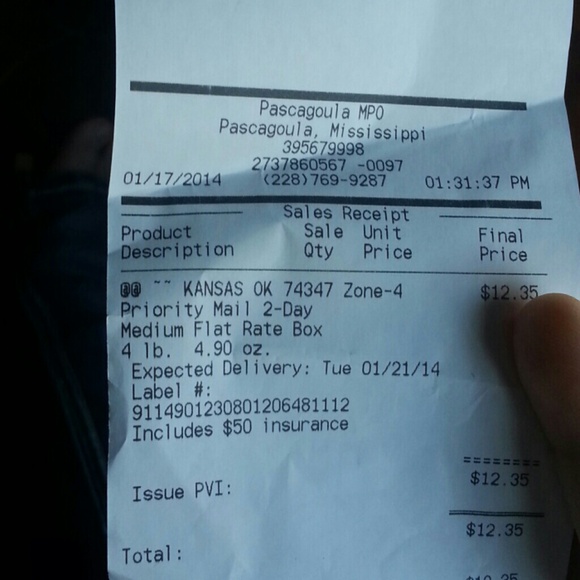 Pascagoula MPO
Pascagoula, Mississippi
395679998
2737860567 -0097
01/17/2014 (228)769-9287 01:31:37 PM
Sales Receipt
Product Sale Unit Final
Description Qty Price Price
@@ ~~ KANSAS OK 74347 Zone-4 $12.35
Priority Mail 2-Day
Medium Flat Rate Box
4 lb. 4.90 oz.
Expected Delivery: Tue 01/21/14
Label #:
9114901230801206481112
Includes $50 insurance
========
Issue PVI: $12.35
$12.35
Total: